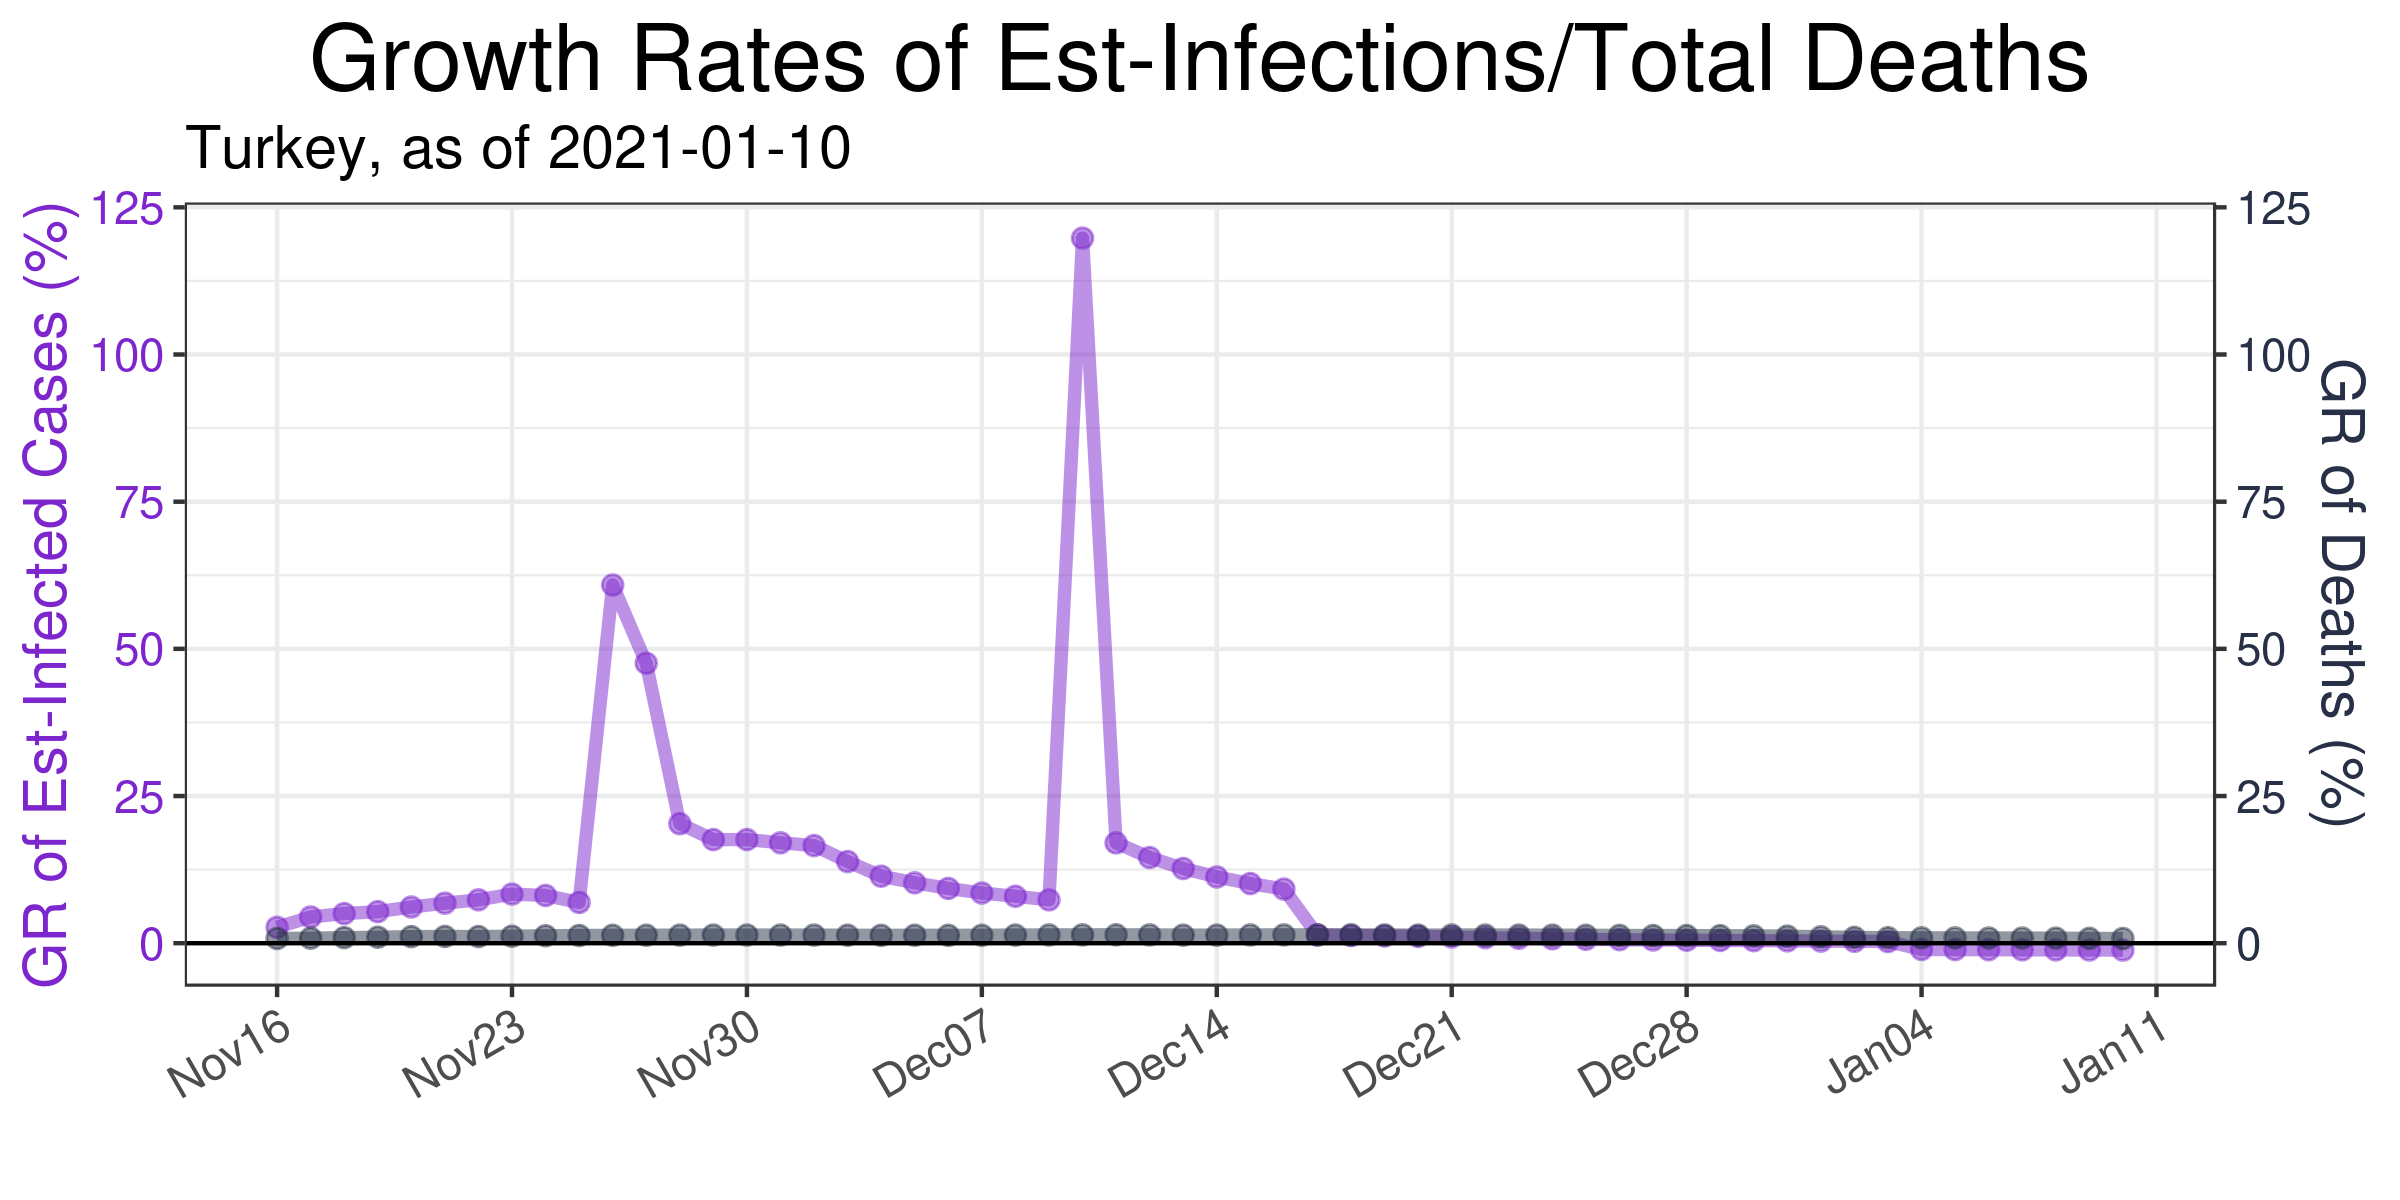 Growth Rates of Est-Infections/Total Deaths
Turkey, as of 2021-01-10
GR of Est-Infected Cases (%)
125
100
75
50
25
0
125
100
75
50
25
0
GR of Deaths (%)
Nov16
Nov23
Nov30
Dec07
Dec14
Dec21
Dec28
Jan04
Jan11